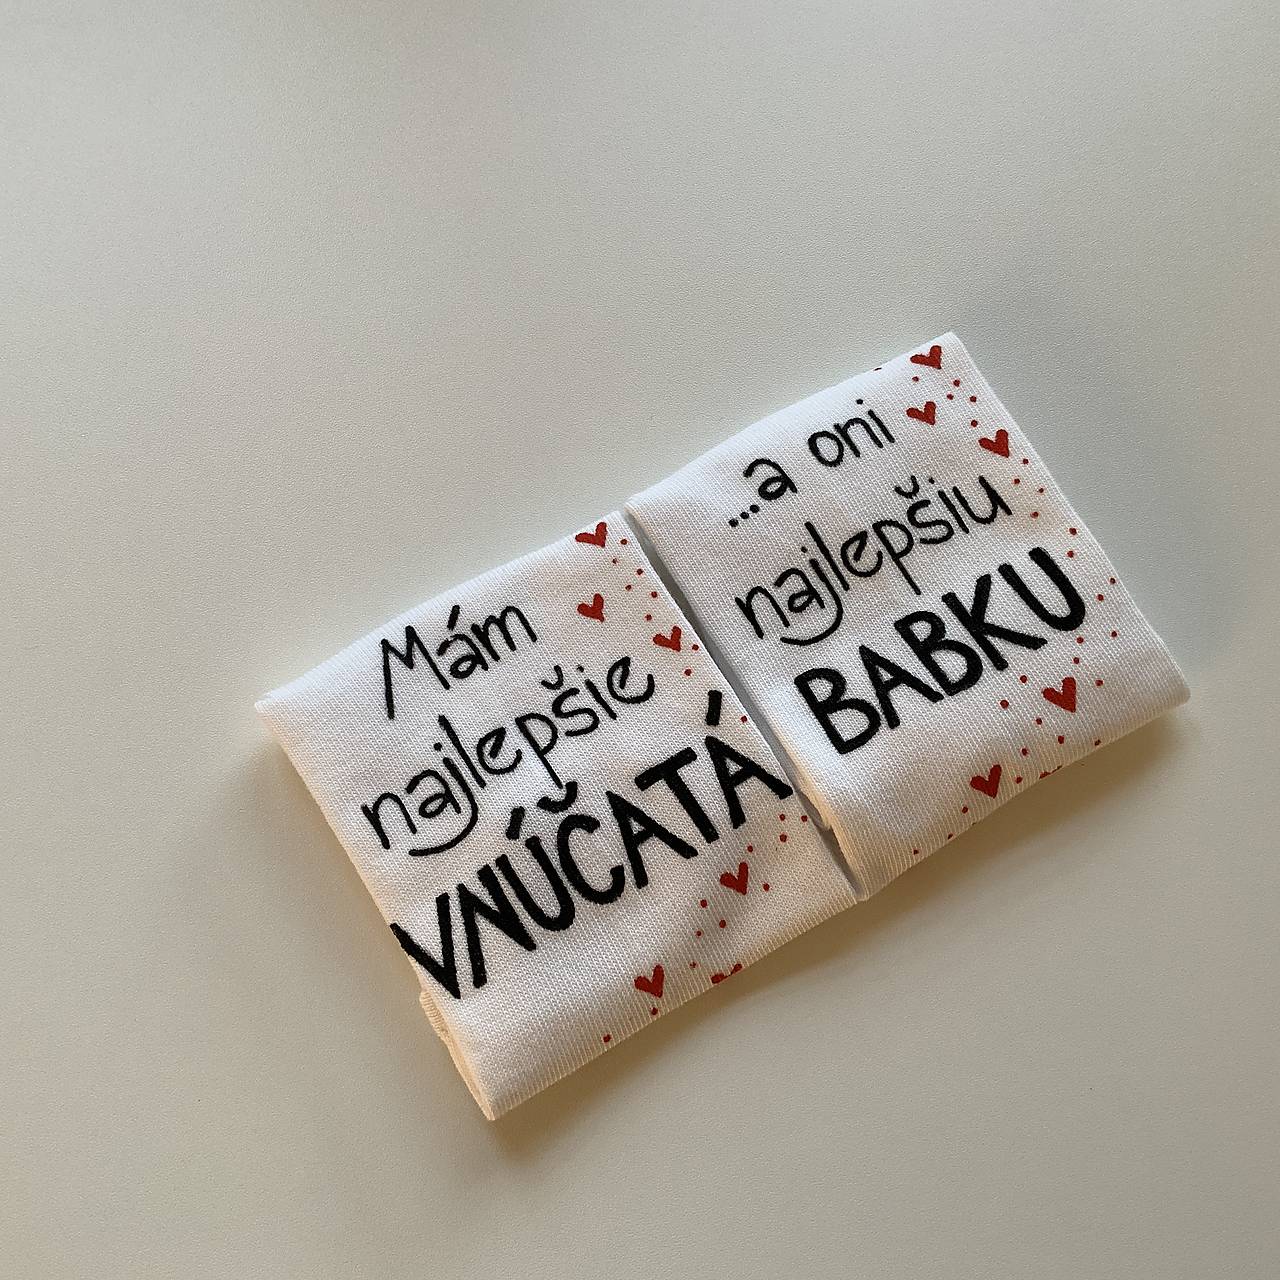 Mám
najlepšie
VNÚČATÁ
...a oni
najlepšiu
BABKU